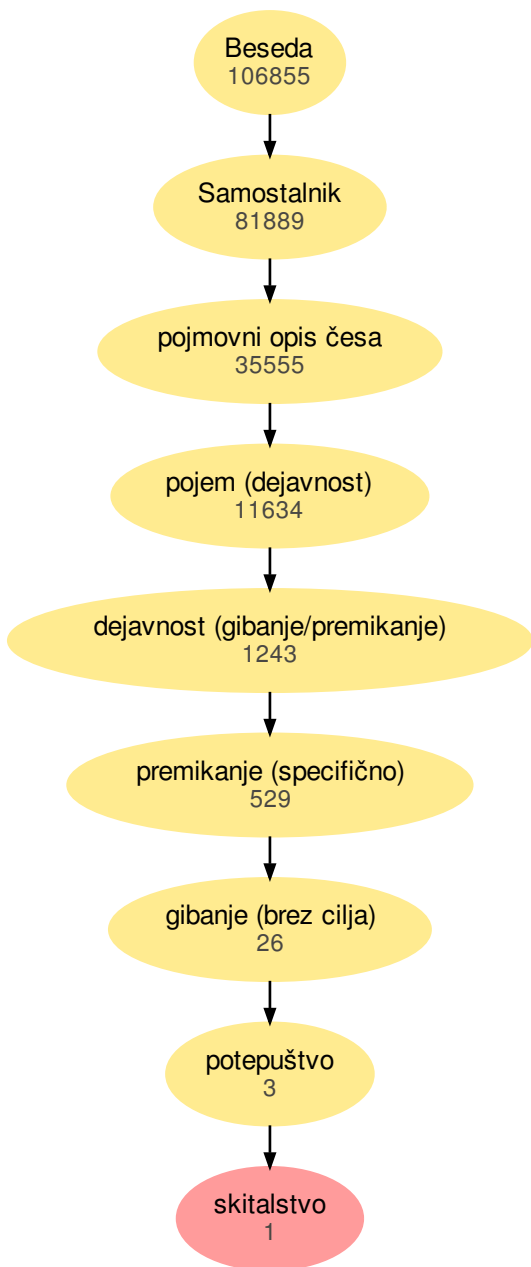 Beseda
106855
Samostalnik
81889
pojmovni opis česa
35555
pojem (dejavnost)
11634
dejavnost (gibanje/premikanje)
1243
premikanje (specifično)
529
gibanje (brez cilja)
26
potepuštvo
3
skitalstvo
1